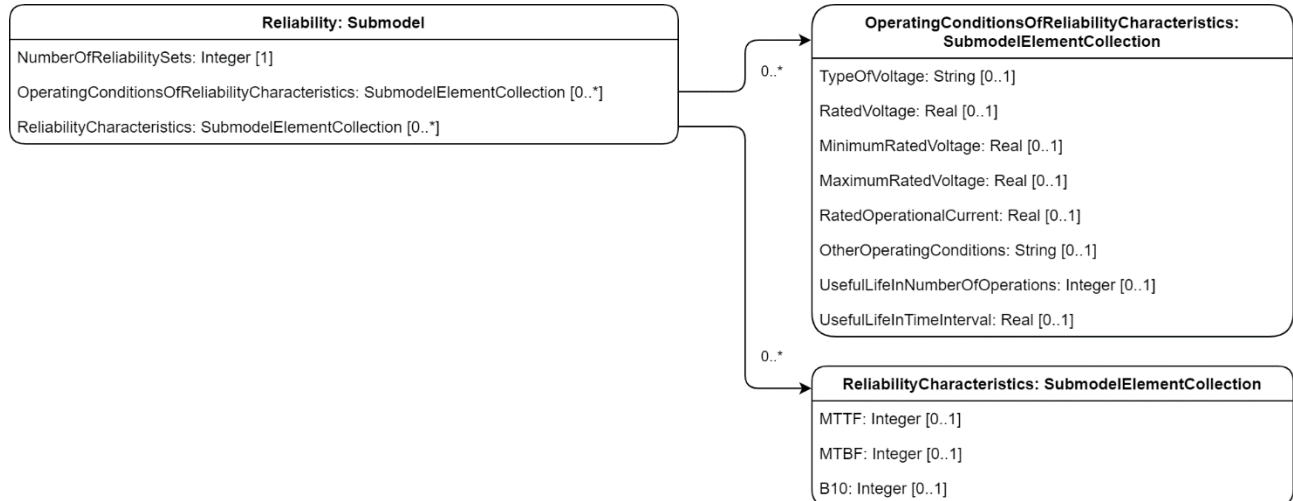 Reliability: Submodel
NumberOfReliabilitySets: Integer [1]
OperatingConditionsOfReliabilityCharacteristics: SubmodelElementCollection [0..*]
ReliabilityCharacteristics: SubmodelElementCollection [0..*]
0..*
OperatingConditionsOfReliabilityCharacteristics:
SubmodelElementCollection
TypeOfVoltage: String [0..1]
RatedVoltage: Real [0..1]
MinimumRatedVoltage: Real [0..1]
MaximumRatedVoltage: Real [0..1]
RatedOperationalCurrent: Real [0..1]
OtherOperatingConditions: String [0..1]
UsefulLifeInNumberOfOperations: Integer [0..1]
UsefulLifeInTimeInterval: Real [0..1]
0..*
ReliabilityCharacteristics: SubmodelElementCollection
MTTF: Integer [0..1]
MTBF: Integer [0..1]
B10: Integer [0..1]